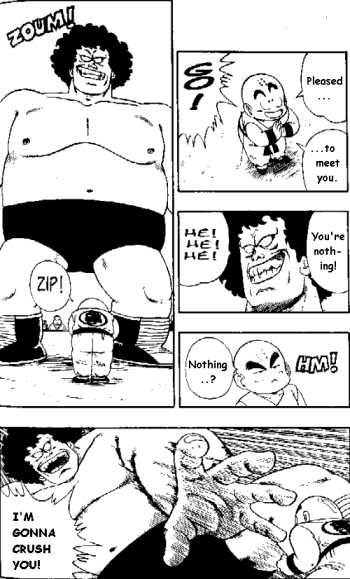 ZOUM!
ZIP!
GO!
Pleased
...
...to
meet
you.
HE!
HE!
HE!
You're
noth-
ing!
Nothing
..?
HM!
I'M
GONNA
CRUSH
YOU!